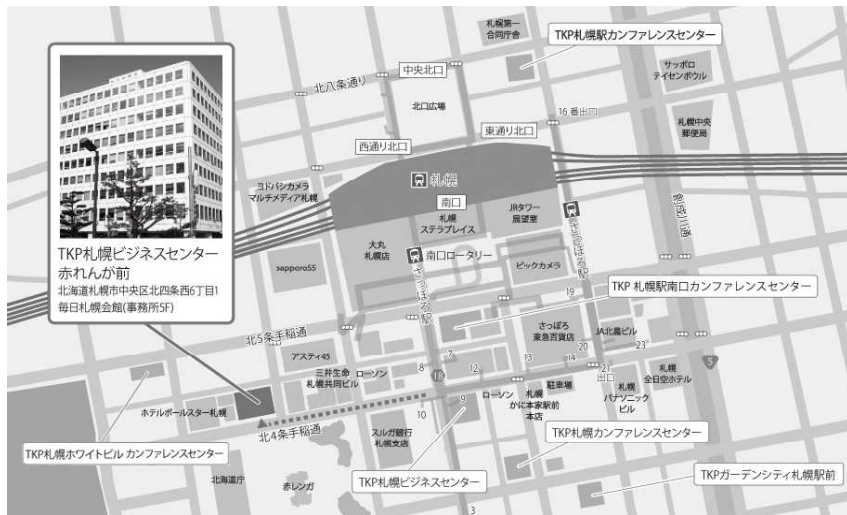 札幌第一
合同庁舎
TKP札幌駅カンファレンスセンター
中央北口
サッポロ
テイセンボウル
北八条通り
北口広場
16番出口
札幌中央
郵便局
東通り北口
西通り北口
ヨドバシカメラ
マルチメディア札幌
札幌
南口
札幌
ステラプレイス
JRタワー
展望室
創成川通
TKP札幌ビジネスセンター
赤れんが前
北海道札幌市中央区北四条西6丁目1
毎日札幌会館(事務所5F)
大丸
札幌店
南口ロータリー
さっぽろ駅
さっぽろ駅
sapporo55
ビックカメラ
19
TKP 札幌駅南口カンファレンスセンター
北5条手稲通
さっぽろ
東急百貨店
JA北農ビル
アスティ45
三井生命
札幌共同ビル
ローソン
7
8
18
12
13
14
20
21
出口
23
5
札幌
全日空ホテル
駐車場
札幌
パナソニック
ビル
ホテルポールスター札幌
9
10
ローソン
札幌
かに本家駅前
本店
北4条手稲通
スルガ銀行
札幌支店
TKP札幌カンファレンスセンター
TKP札幌ホワイトビル カンファレンスセンター
北海道庁
赤レンガ
TKP札幌ビジネスセンター
TKPガーデンシティ札幌駅前
3